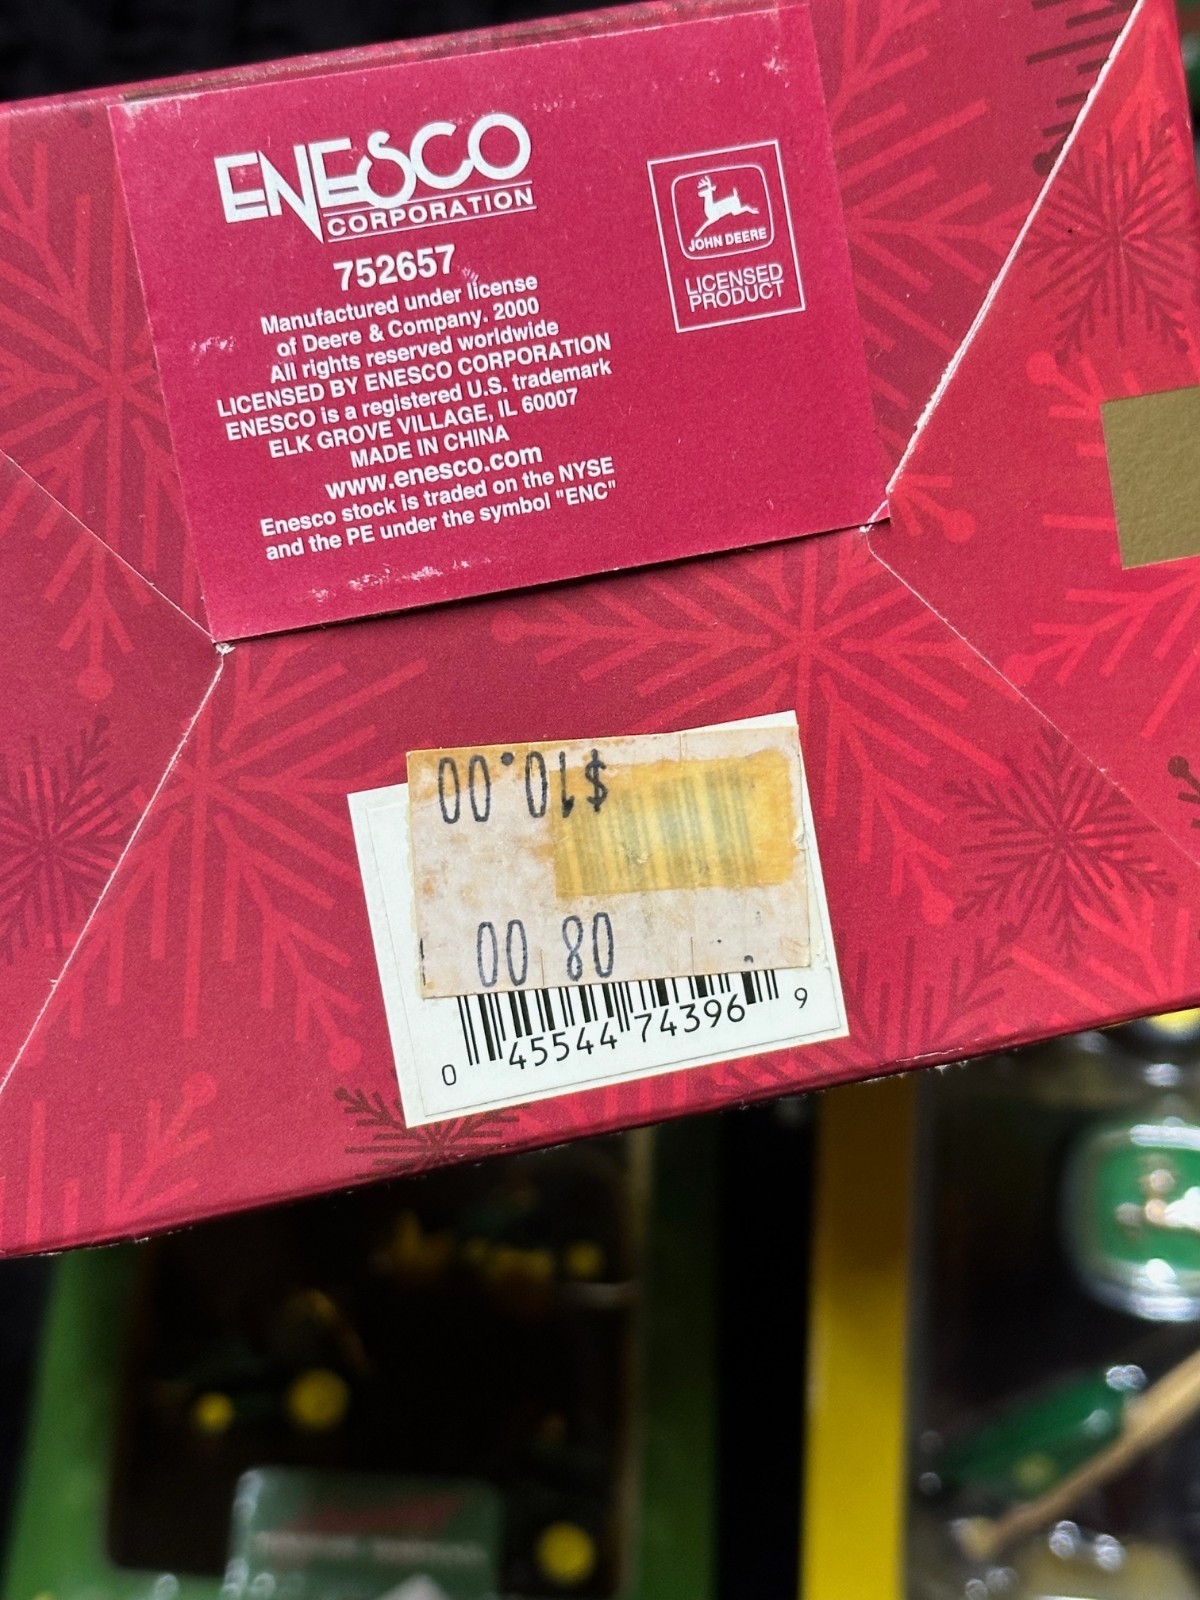 ENESCO
CORPORATION
752657
Manufactured under license
of Deere & Company. 2000
All rights reserved worldwide
LICENSED BY ENESCO CORPORATION
ENESCO is a registered U.S. trademark
ELK GROVE VILLAGE, IL 60007
MADE IN CHINA
www.enesco.com
Enesco stock is traded on the NYSE
and the PE under the symbol "ENC"
JOHN DEERE
LICENSED
PRODUCT
$10.00
00 80
0 45544 74396 9